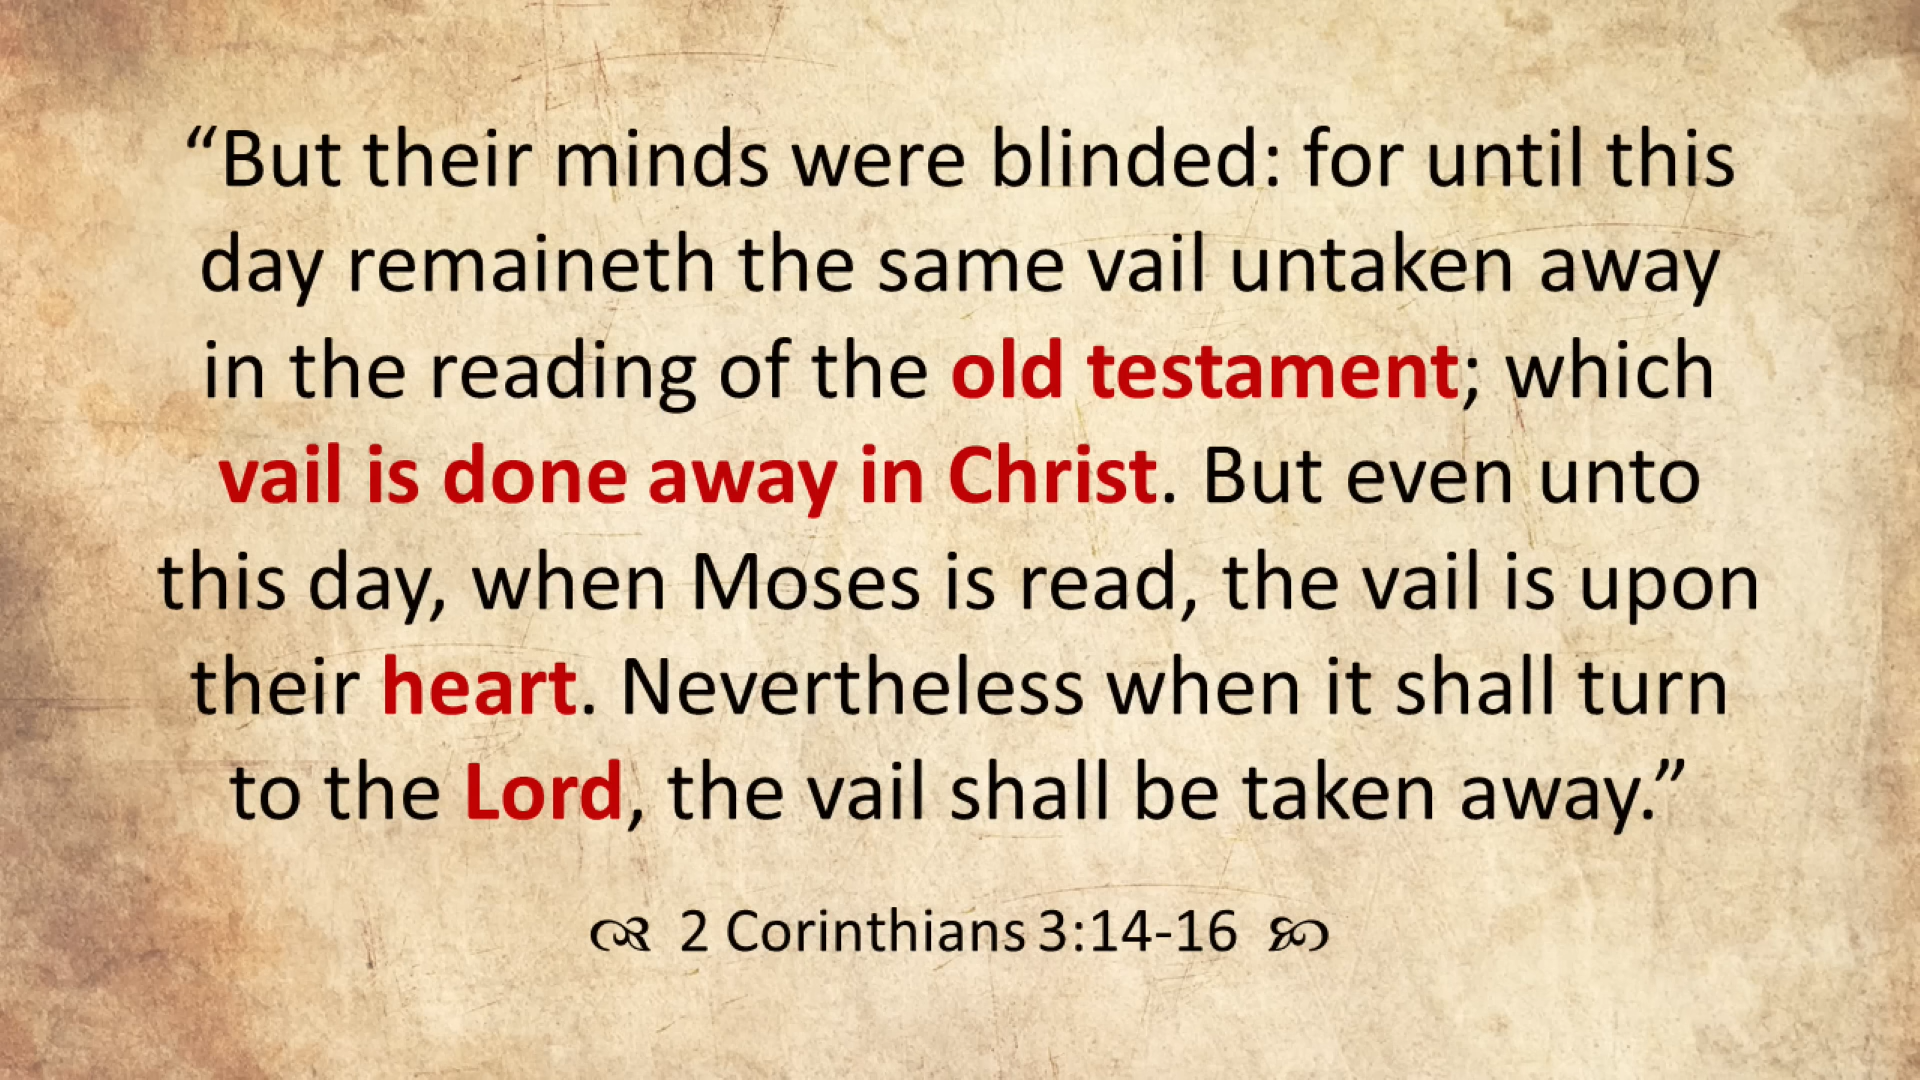 “But their minds were blinded: for until this
day remaineth the same vail untaken away
in the reading of the old testament; which
vail is done away in Christ. But even unto
this day, when Moses is read, the vail is upon
their heart. Nevertheless when it shall turn
to the Lord, the vail shall be taken away.”
2 Corinthians 3:14-16